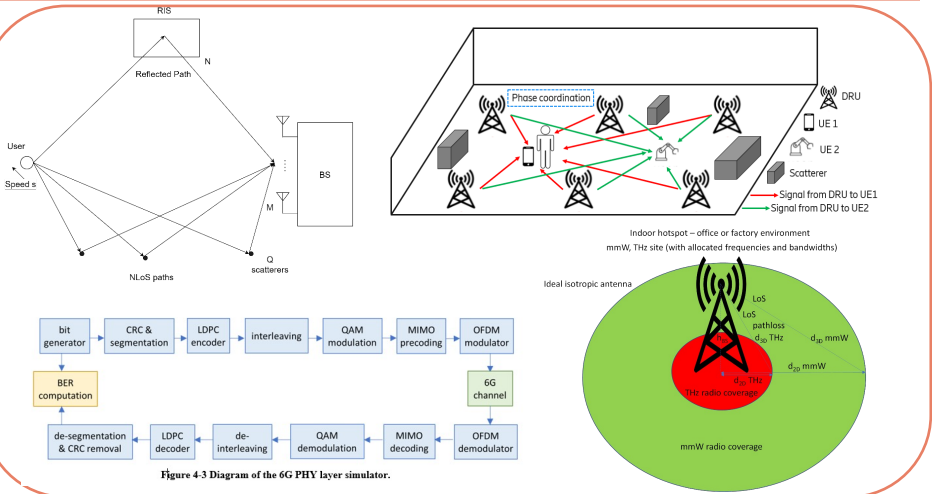 RIS
N
Reflected Path
User
Speed s
BS
M
Q
scatterers
NLoS paths
Phase coordination
DRU
UE 1
UE 2
Scatterer
Signal from DRU to UE1
Signal from DRU to UE2
Indoor hotspot – office or factory environment
mmW, THz site (with allocated frequencies and bandwidths)
Ideal isotropic antenna
LoS
LoS
pathloss
d3D THz
d3D mmW
d2D mmW
d2D THz
THz radio coverage
mmW radio coverage
bit
generator
CRC &
segmentation
LDPC
encoder
interleaving
QAM
modulation
MIMO
precoding
OFDM
modulator
BER
computation
6G
channel
de-segmentation
& CRC removal
LDPC
decoder
de-
interleaving
QAM
demodulation
MIMO
decoding
OFDM
demodulator
Figure 4-3 Diagram of the 6G PHY layer simulator.